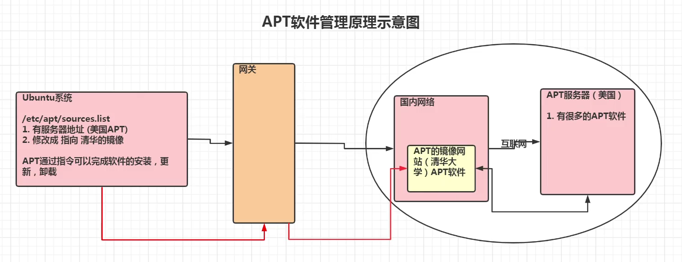 APT软件管理原理示意图
Ubuntu系统
/etc/apt/sources.list
1. 有服务器地址 (美国APT)
2. 修改成 指向 清华的镜像
APT通过指令可以完成软件的安装，更
新，卸载
网关
国内网络
APT的镜像网
站（清华大
学）APT软件
互联网
APT服务器（美国）
1. 有很多的APT软件